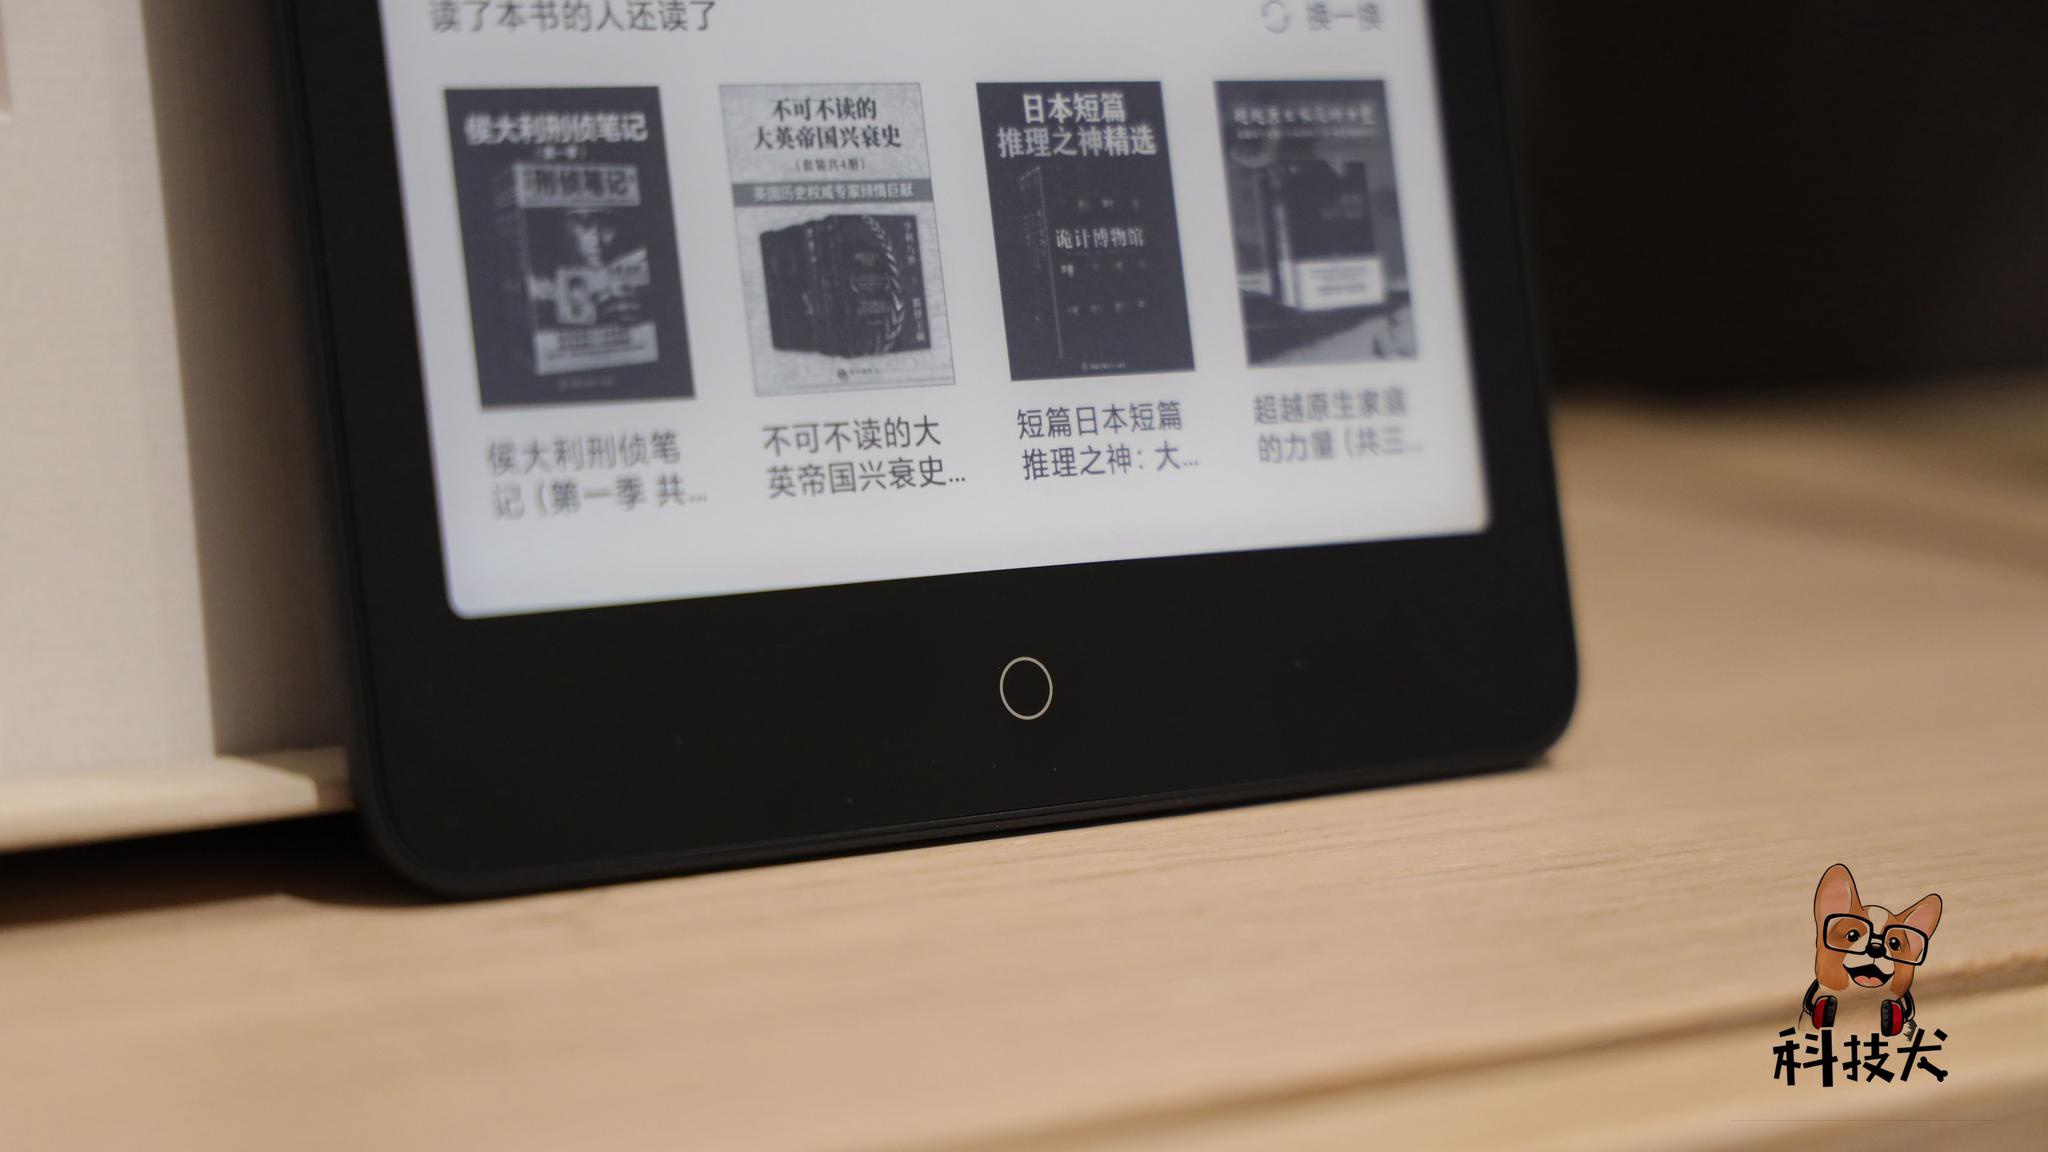 读了本书的人还读了
换一换
侯大利刑侦笔记
(第一季)
刑侦笔记
不可不读的
大英帝国兴衰史
(套装共4册)
英国历史权威专家倾情巨献
日本短篇
推理之神精选
诡计博物馆
侯大利刑侦笔
记（第一季 共...
不可不读的大
英帝国兴衰史...
短篇日本短篇
推理之神：大...
超越原生家庭
的力量（共三...
科技犬